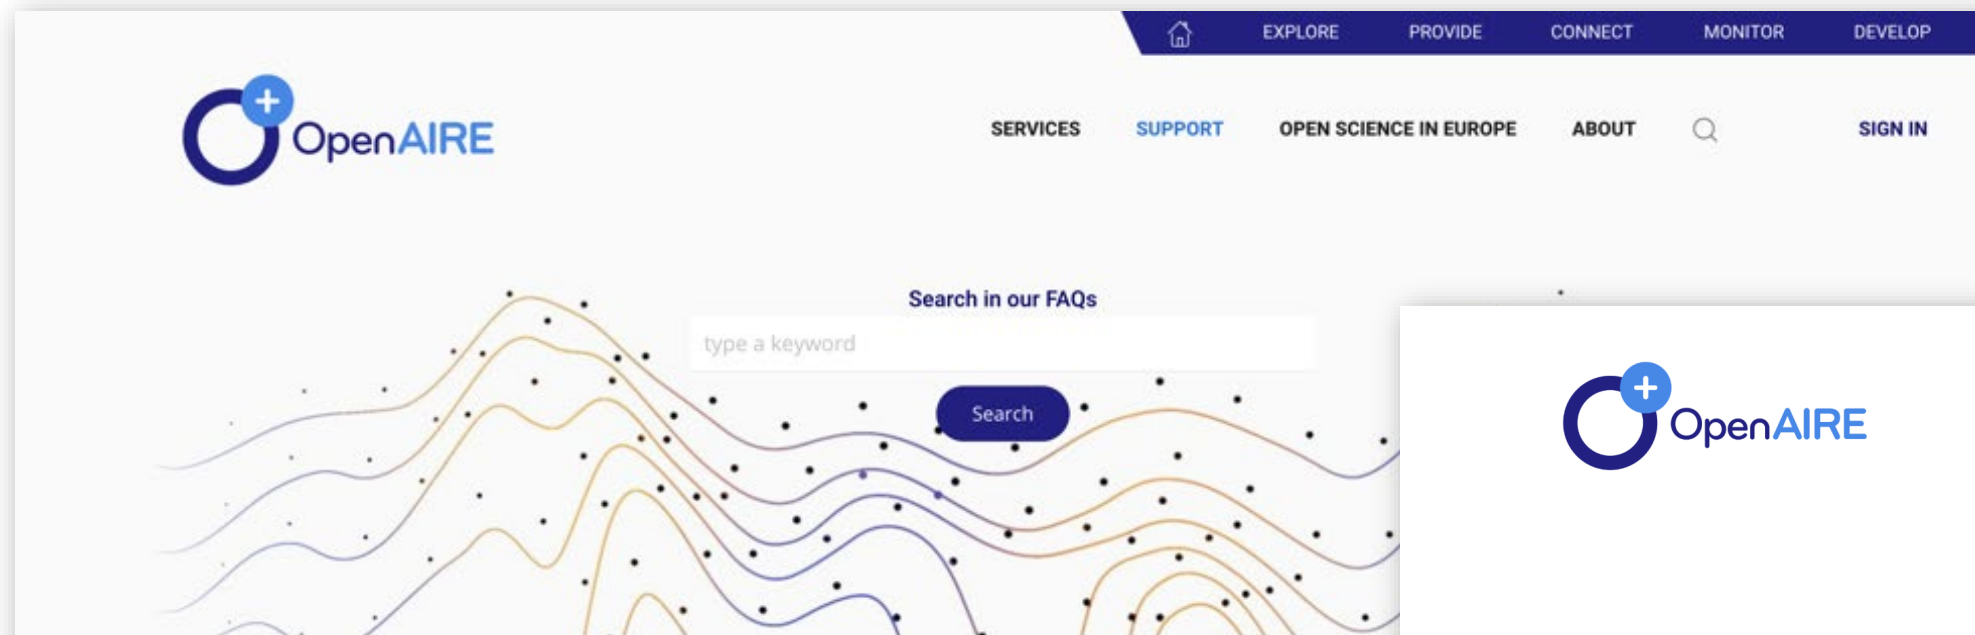 EXPLORE PROVIDE CONNECT MONITOR DEVELOP
OpenAIRE
SERVICES SUPPORT OPEN SCIENCE IN EUROPE ABOUT SIGN IN
Search in our FAQs
type a keyword
Search
OpenAIRE